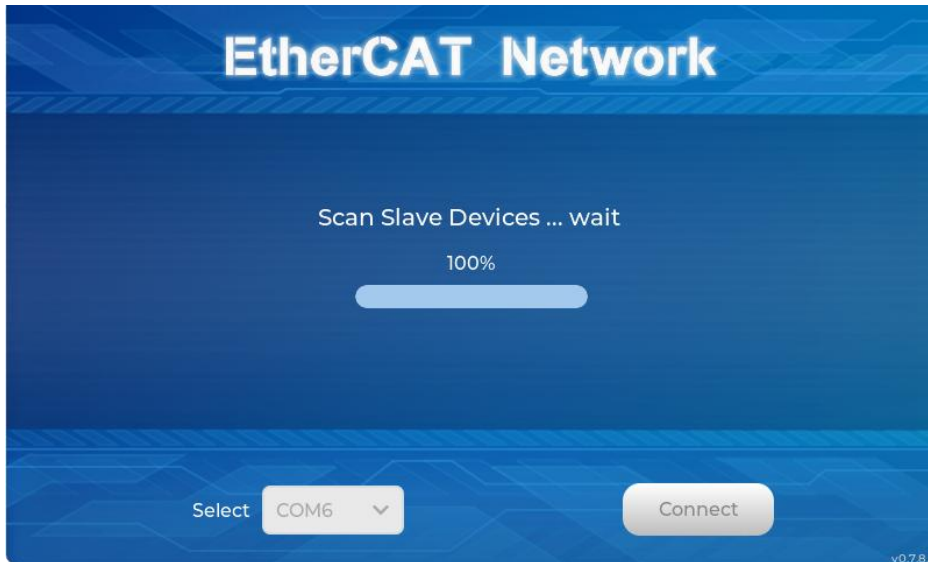 EtherCAT Network
Scan Slave Devices ... wait
100%
Select COM6 Connect
v0.7.8